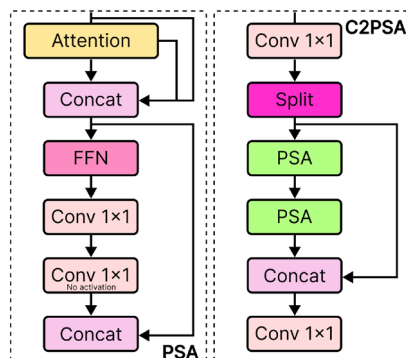 Attention
Concat
FFN
Conv 1×1
Conv 1×1
No activation
Concat
PSA
C2PSA
Conv 1×1
Split
PSA
PSA
Concat
Conv 1×1